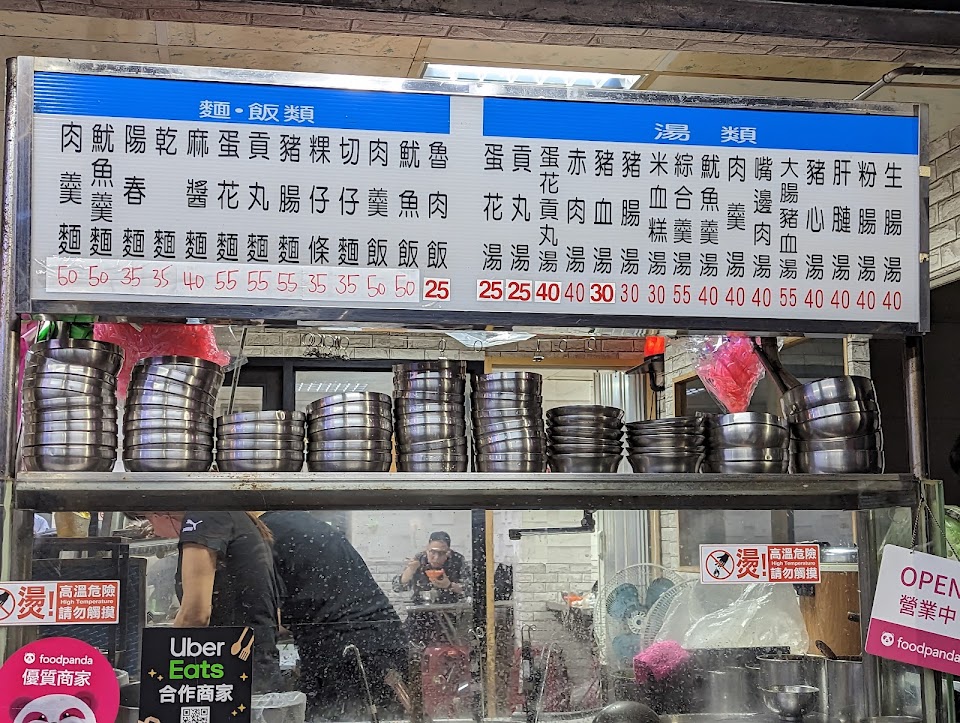 麵·飯類
肉羹麵 50
魷魚羹麵 50
陽春麵 35
乾麵 35
麻醬麵 40
蛋花麵 55
貢丸麵 55
豬腸麵 55
粿仔條 35
切仔麵 35
肉羹飯 50
魷魚飯 50
魯肉飯 25
湯類
蛋花湯 25
貢丸湯 25
蛋花貢丸湯 40
赤肉湯 40
豬血湯 30
豬腸湯 30
米血糕湯 30
綜合羹湯 55
魷魚羹湯 40
肉羹湯 40
嘴邊肉湯 40
大腸豬血湯 55
豬心湯 40
肝腱湯 40
粉腸湯 40
生腸湯 40
燙!
高溫危險
High Temperature
請勿觸摸
燙!
高溫危險
High Temperature
請勿觸摸
foodpanda
優質商家
Uber
Eats
合作商家
OPEN
營業中
foodpanda